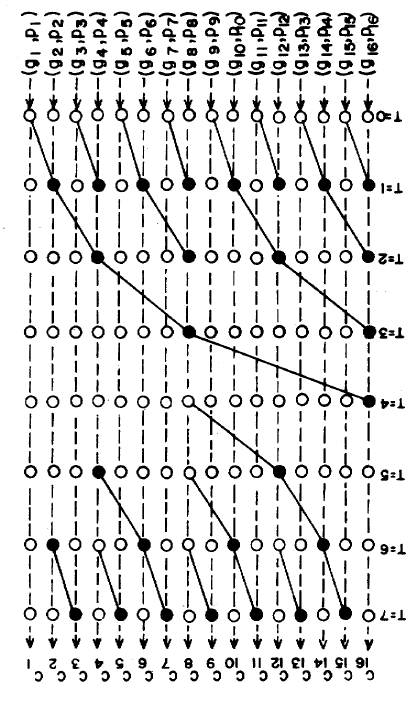 (g1,p1)
(g2,p2)
(g3,p3)
(g4,p4)
(g5,p5)
(g6,p6)
(g7,p7)
(g8,p8)
(g9,p9)
(g10,p10)
(g11,p11)
(g12,p12)
(g13,p13)
(g14,p14)
(g15,p15)
(g16,p16)
T=0
T=1
T=2
T=3
T=4
T=5
T=6
T=7
C1
C2
C3
C4
C5
C6
C7
C8
C9
C10
C11
C12
C13
C14
C15
C16